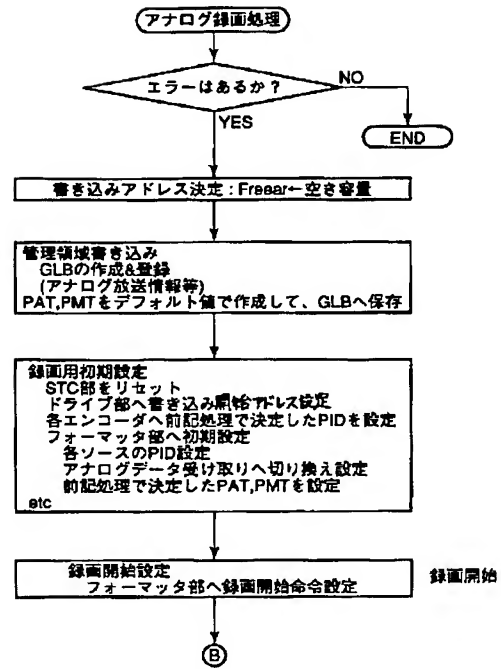 アナログ録画処理
エラーはあるか?
NO
YES
END
書き込みアドレス決定:Freear←空き容量
管理領域書き込み
GLBの作成&登録
(アナログ放送情報等)
PAT,PMTをデフォルト値で作成して、GLBへ保存
録画用初期設定
STC部をリセット
ドライブ部へ書き込み開始アドレス設定
各エンコーダへ前記処理で決定したPIDを設定
フォーマッタ部へ初期設定
各ソースのPID設定
アナログデータ受け取りへ切り換え設定
前記処理で決定したPAT,PMTを設定
etc
録画開始設定
フォーマッタ部へ録画開始命令設定
録画開始
B